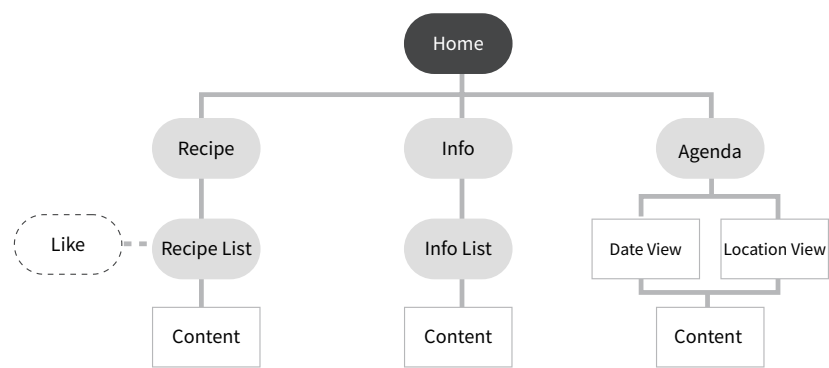 Home
Recipe
Info
Agenda
Like
Recipe List
Info List
Date View
Location View
Content
Content
Content